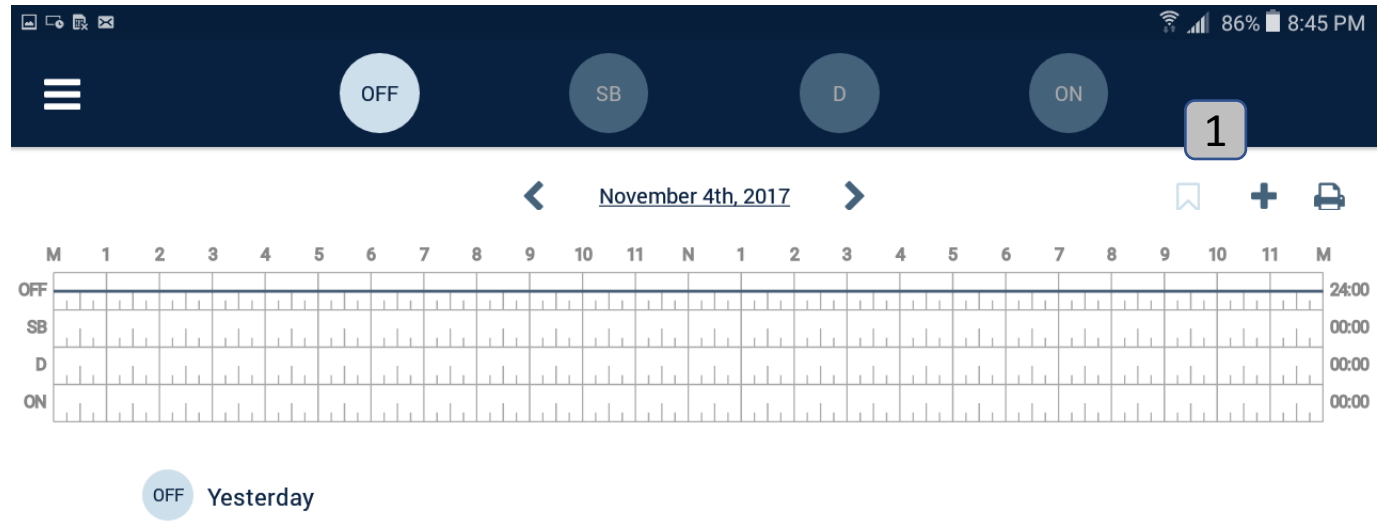 86% 8:45 PM
OFF SB D ON
1
November 4th, 2017
M 1 2 3 4 5 6 7 8 9 10 11 N 1 2 3 4 5 6 7 8 9 10 11 M
OFF 24:00
SB 00:00
D 00:00
ON 00:00
OFF Yesterday